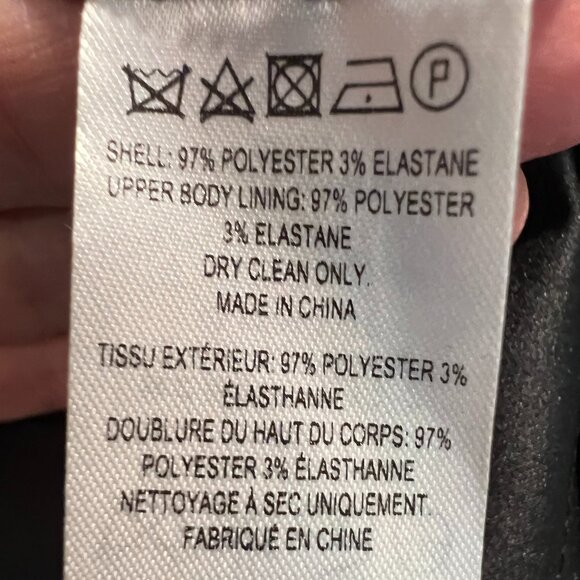 P
SHELL: 97% POLYESTER 3% ELASTANE
UPPER BODY LINING: 97% POLYESTER
3% ELASTANE
DRY CLEAN ONLY.
MADE IN CHINA
TISSU EXTÉRIEUR: 97% POLYESTER 3%
ÉLASTHANNE
DOUBLURE DU HAUT DU CORPS: 97%
POLYESTER 3% ÉLASTHANNE
NETTOYAGE À SEC UNIQUEMENT.
FABRIQUÉ EN CHINE